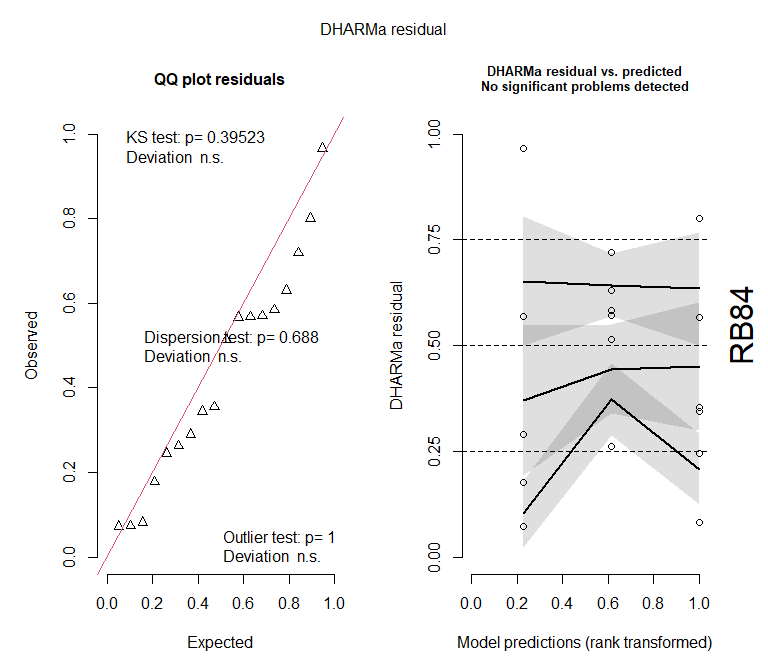 DHARMa residual
QQ plot residuals
KS test: p= 0.39523
Deviation n.s.
Dispersion test: p= 0.688
Deviation n.s.
Outlier test: p= 1
Deviation n.s.
Observed
0.0 0.2 0.4 0.6 0.8 1.0
0.0 0.2 0.4 0.6 0.8 1.0
Expected
DHARMa residual vs. predicted
No significant problems detected
DHARMa residual
0.00 0.25 0.50 0.75 1.00
0.0 0.2 0.4 0.6 0.8 1.0
Model predictions (rank transformed)
RB84